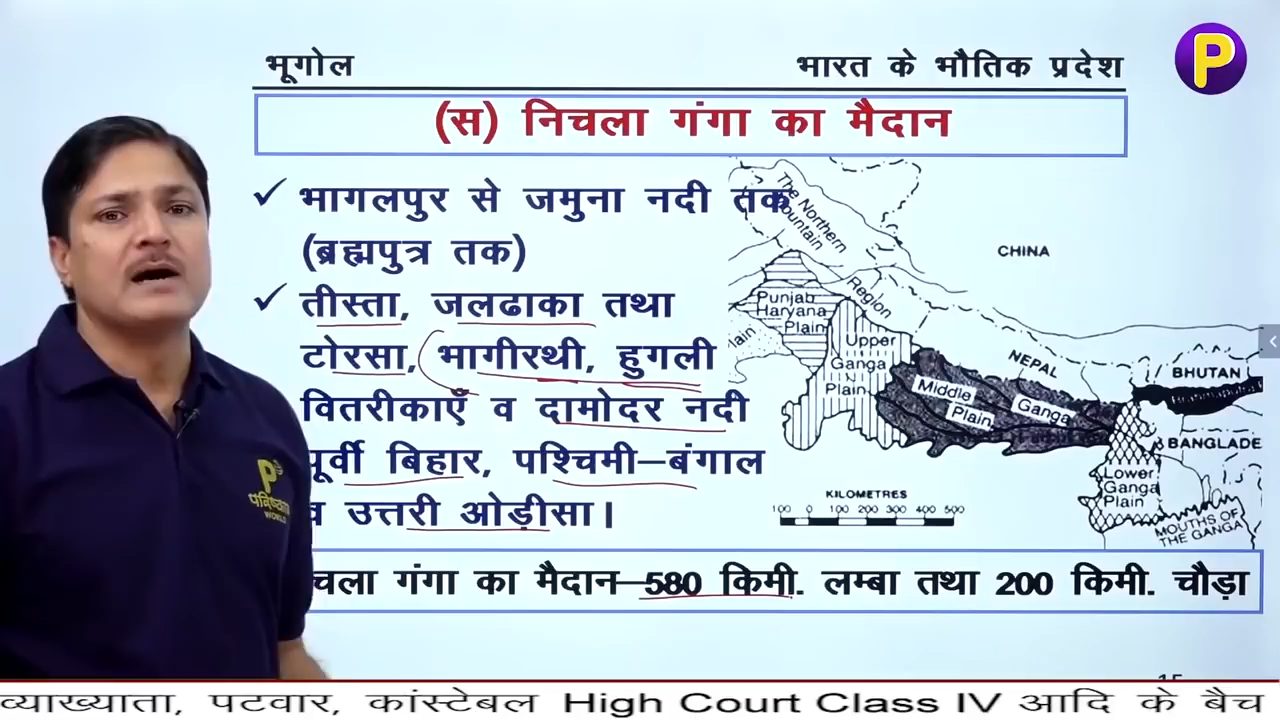 भूगोल
भारत के भौतिक प्रदेश
P
(स) निचला गंगा का मैदान
✓ भागलपुर से जमुना नदी तक
(ब्रह्मपुत्र तक)
✓ तीस्ता, जलढाका तथा
टोरसा, भागीरथी, हुगली
वितरीकाएँ व दामोदर नदी
पूर्वी बिहार, पश्चिमी–बंगाल
व उत्तरी ओड़ीसा।
The Northern
Mountain
Region
CHINA
Punjab
Haryana
Plain
Upper
Ganga
Plain
Middle Ganga
Plain
NEPAL
BHUTAN
BANGLADE
Lower
Ganga
Plain
MOUTHS OF
THE GANGA
KILOMETRES
100 0 100 200 300 400 500
चला गंगा का मैदान–580 किमी. लम्बा तथा 200 किमी. चौड़ा
WORLD
व्याख्याता, पटवार, कांस्टेबल High Court Class IV आदि के बैच